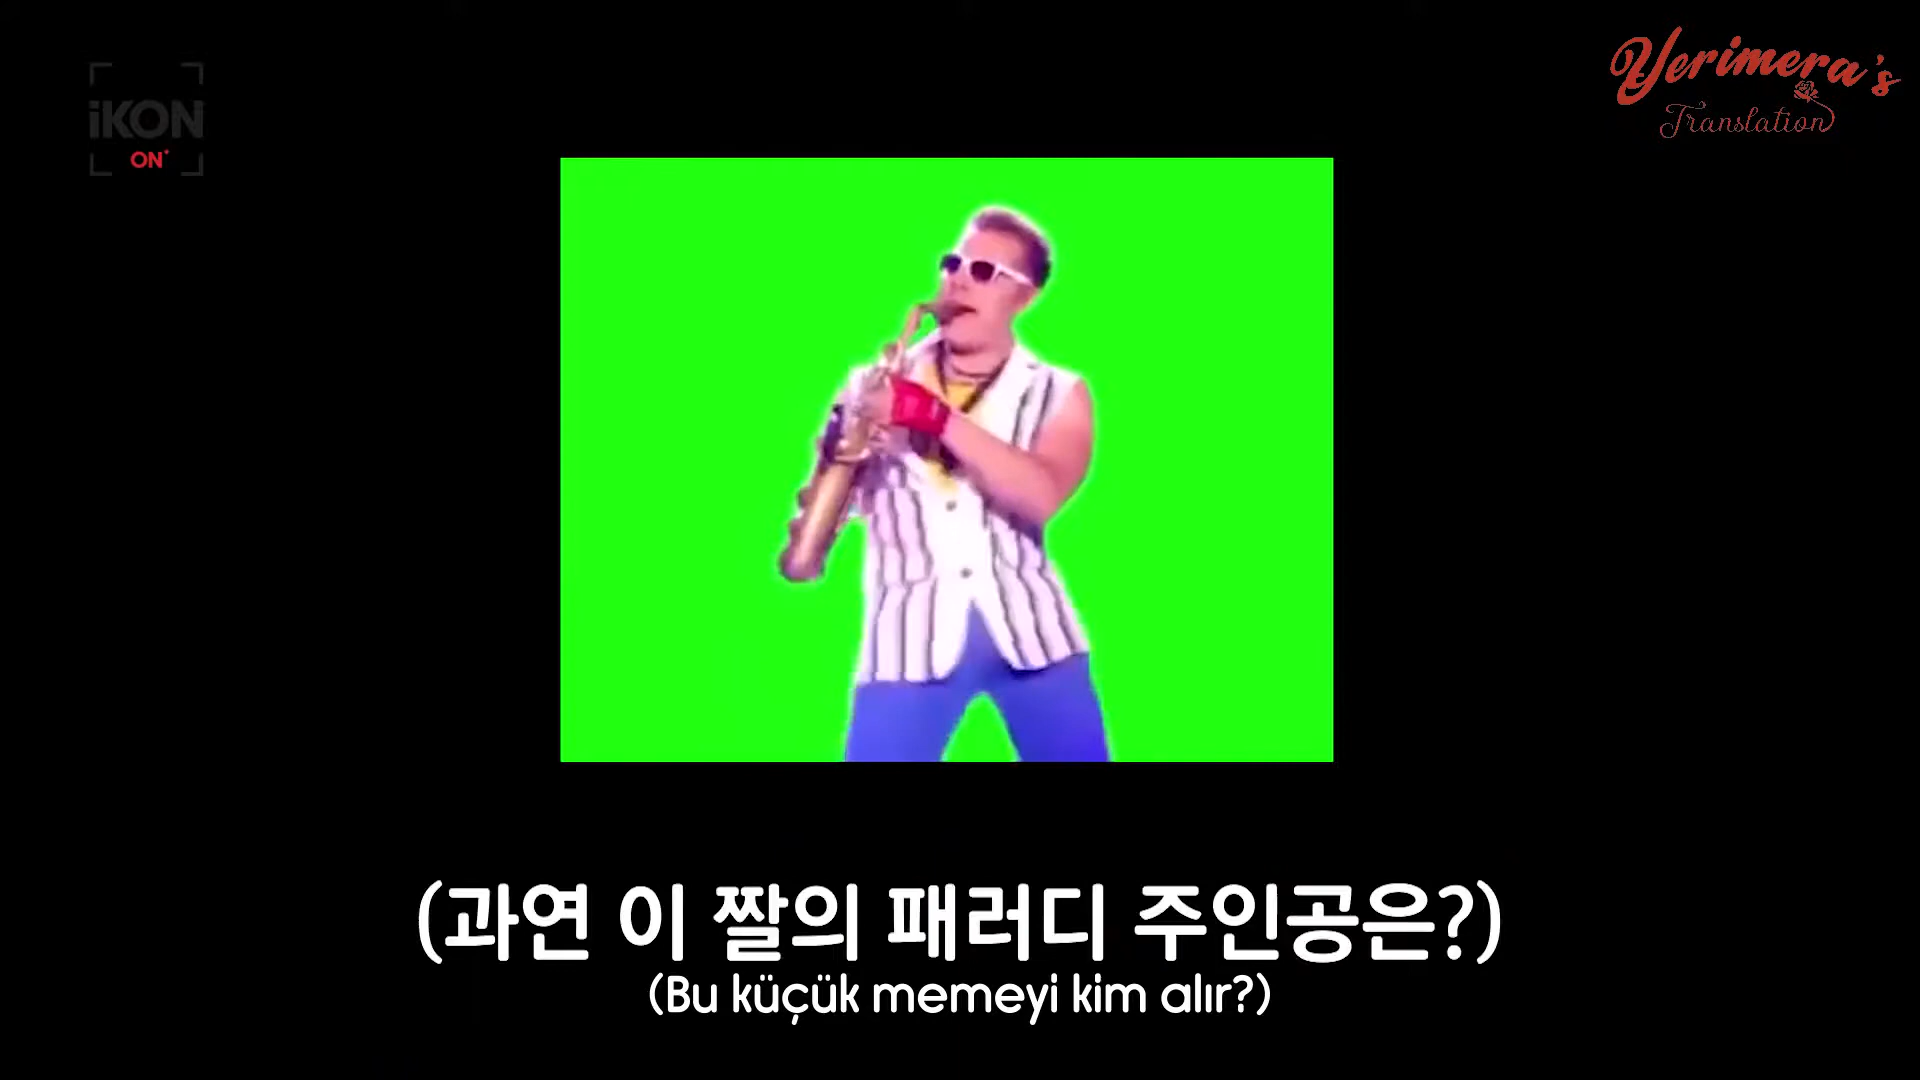 iKON
ON
Yerimera's
Translation
(과연 이 짤의 패러디 주인공은?)
(Bu küçük memeyi kim alır?)